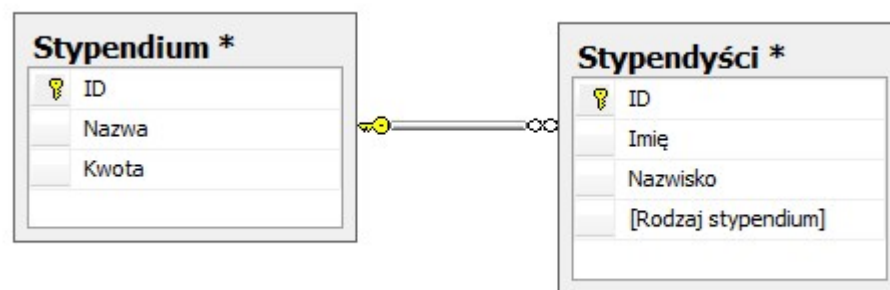 Stypendium *
ID
Nazwa
Kwota
Stypendyści *
ID
Imię
Nazwisko
[Rodzaj stypendium]